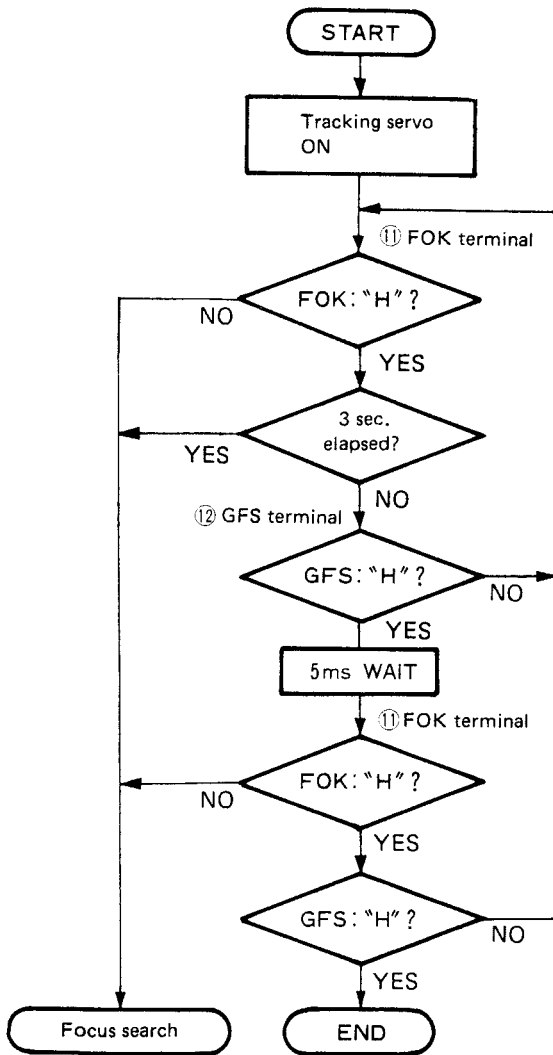 START
Tracking servo
ON
⑪ FOK terminal
FOK: "H" ?
NO
YES
3 sec.
elapsed?
YES
NO
⑫ GFS terminal
GFS: "H" ?
NO
YES
5ms WAIT
⑪ FOK terminal
FOK: "H" ?
NO
YES
GFS: "H" ?
NO
YES
Focus search
END